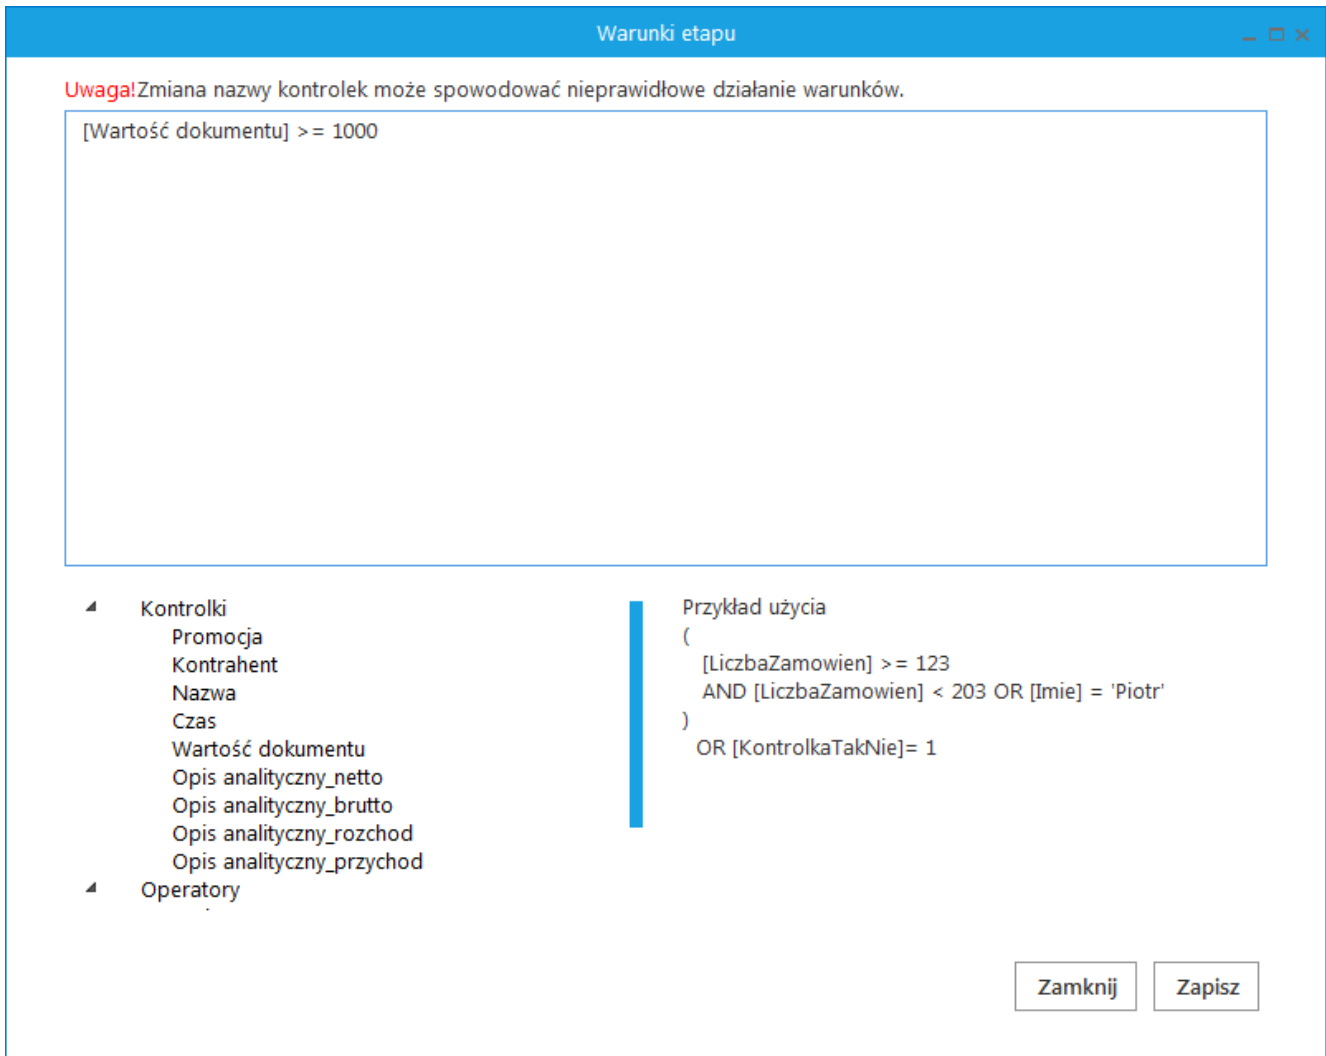 Warunki etapu
Uwaga!Zmiana nazwy kontrolek może spowodować nieprawidłowe działanie warunków.
[Wartość dokumentu] >= 1000
Kontrolki
Promocja
Kontrahent
Nazwa
Czas
Wartość dokumentu
Opis analityczny_netto
Opis analityczny_brutto
Opis analityczny_rozchod
Opis analityczny_przychod
Operatory
Przykład użycia
(
[LiczbaZamowien] >= 123
AND [LiczbaZamowien] < 203 OR [Imie] = 'Piotr'
)
OR [KontrolkaTakNie]= 1
Zamknij
Zapisz